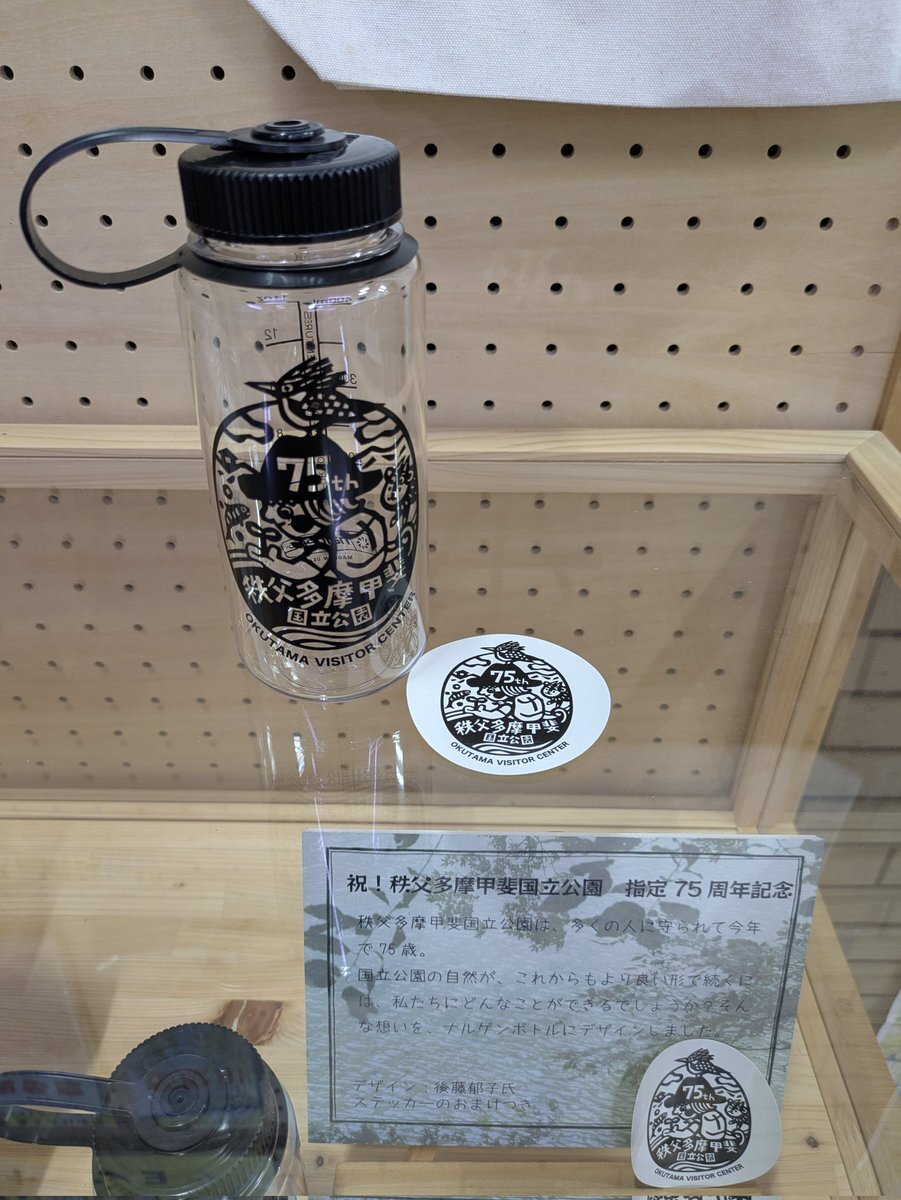 75th
秩父多摩甲斐
国立公園
OKUTAMA VISITOR CENTER
75th
秩父多摩甲斐
国立公園
OKUTAMA VISITOR CENTER
祝！秩父多摩甲斐国立公園　指定 75 周年記念
秩父多摩甲斐国立公園は、多くの人に守られて今年
で 75 歳。
国立公園の自然が、これからもより良い形で続くに
は、私たちにどんなことができるでしょうか？そん
な想いを、ナルゲンボトルにデザインしました。
デザイン：後藤郁子氏
ステッカーのおまけつき
75th
秩父多摩甲斐
国立公園
OKUTAMA VISITOR CENTER